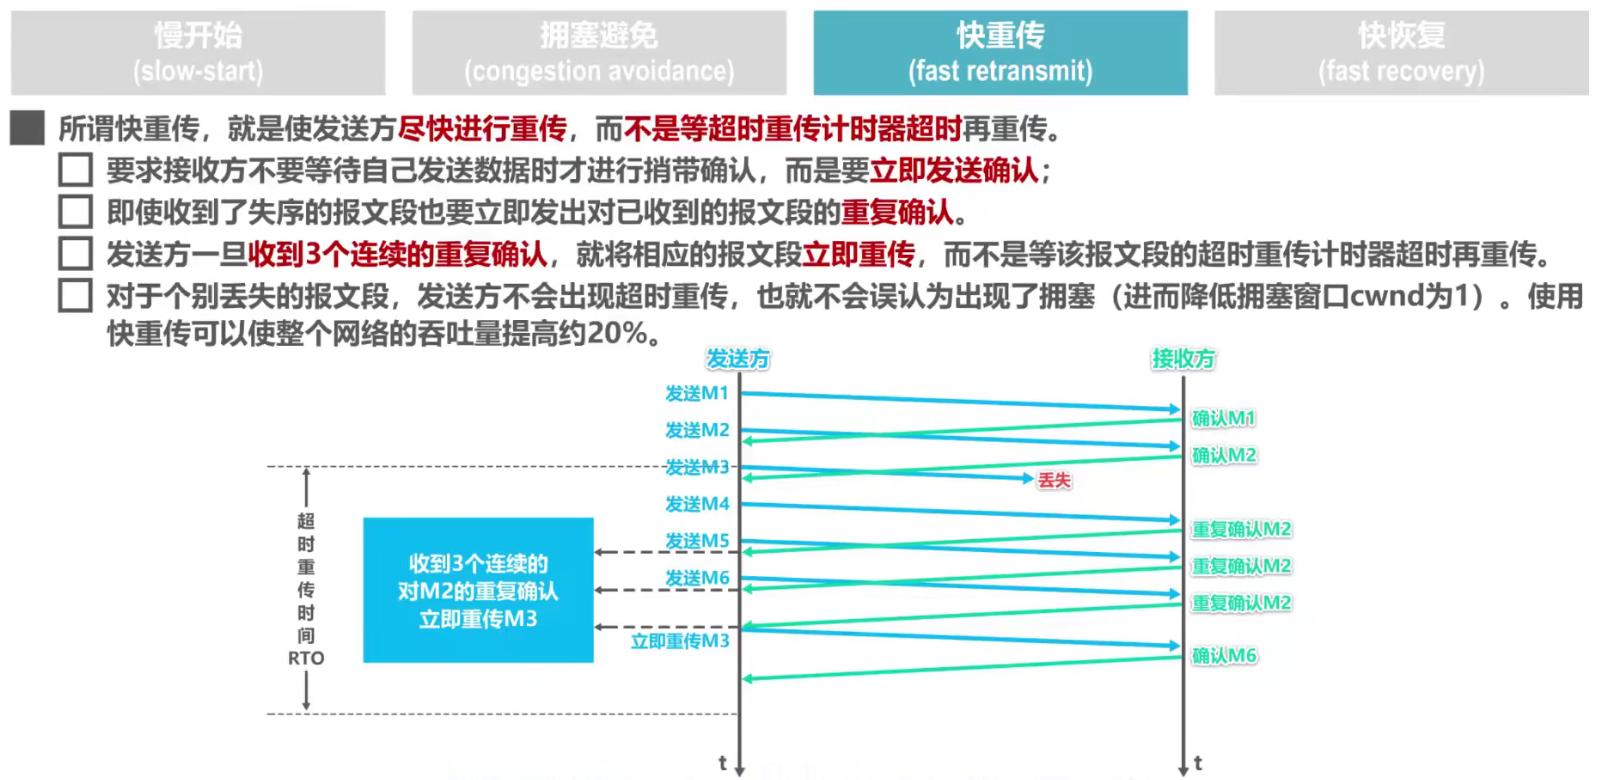 慢开始
(slow-start)
拥塞避免
(congestion avoidance)
快重传
(fast retransmit)
快恢复
(fast recovery)
所谓快重传，就是使发送方尽快进行重传，而不是等超时重传计时器超时再重传。
要求接收方不要等待自己发送数据时才进行捎带确认，而是要立即发送确认；
即使收到了失序的报文段也要立即发出对已收到的报文段的重复确认。
发送方一旦收到3个连续的重复确认，就将相应的报文段立即重传，而不是等该报文段的超时重传计时器超时再重传。
对于个别丢失的报文段，发送方不会出现超时重传，也就不会误认为出现了拥塞（进而降低拥塞窗口cwnd为1）。使用
快重传可以使整个网络的吞吐量提高约20%。
发送方
接收方
发送M1
确认M1
发送M2
确认M2
发送M3
丢失
发送M4
重复确认M2
发送M5
重复确认M2
发送M6
重复确认M2
立即重传M3
确认M6
超时重传时间
RTO
收到3个连续的
对M2的重复确认
立即重传M3
t
t